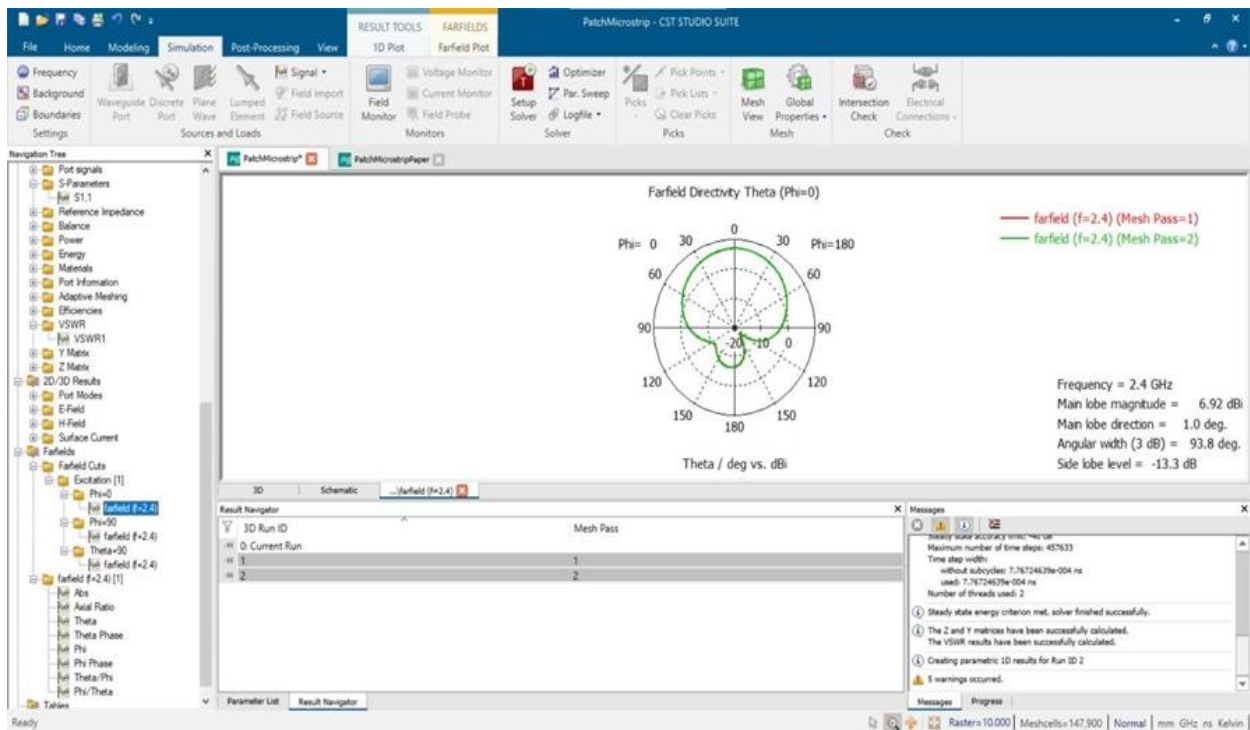 PatchMicrostrip - CST STUDIO SUITE
RESULT TOOLS FARFIELDS
File Home Modeling Simulation Post-Processing View 1D Plot Farfield Plot
Frequency
Background
Boundaries
Settings
Waveguide Port
Discrete Port
Plane Wave
Lumped Element
Signal
Field Import
Field Source
Sources and Loads
Field Monitor
Voltage Monitor
Current Monitor
Field Probe
Monitors
Setup Solver
Optimizer
Par. Sweep
Logfile
Solver
Picks
Pick Points
Pick Lists
Clear Picks
Picks
Mesh View
Global Properties
Mesh
Intersection Check
Electrical Connections
Check
Navigation Tree
Port signals
S-Parameters
S1,1
Reference Impedance
Balance
Power
Energy
Materials
Port Information
Adaptive Meshing
Efficiencies
VSWR
VSWR1
Y Matrix
Z Matrix
2D/3D Results
Port Modes
E-Field
H-Field
Surface Current
Farfields
Farfield Cuts
Excitation [1]
Phi=0
farfield (f=2.4)
Phi=90
farfield (f=2.4)
Theta=90
farfield (f=2.4)
farfield (f=2.4) [1]
Abs
Axial Ratio
Theta
Theta Phase
Phi
Phi Phase
Theta/Phi
Phi/Theta
Tables
PatchMicrostrip* PatchMicrostripPaper
Farfield Directivity Theta (Phi=0)
farfield (f=2.4) (Mesh Pass=1)
farfield (f=2.4) (Mesh Pass=2)
0
Phi= 0 30 30 Phi=180
60 60
90 -20 -10 0 90
120 120
150 150
180
Theta / deg vs. dBi
Frequency = 2.4 GHz
Main lobe magnitude = 6.92 dBi
Main lobe direction = 1.0 deg.
Angular width (3 dB) = 93.8 deg.
Side lobe level = -13.3 dB
3D Schematic ...\farfield (f=2.4)
Result Navigator
3D Run ID Mesh Pass
0: Current Run
1 1
2 2
Parameter List Result Navigator
Messages
Steady state accuracy limit: -40 dB
Maximum number of time steps: 457633
Time step width:
without subcycles: 7.76724639e-004 ns
used: 7.76724639e-004 ns
Number of threads used: 2
Steady state energy criterion met, solver finished successfully.
The Z and Y matrices have been successfully calculated.
The VSWR results have been successfully calculated.
Creating parametric 1D results for Run ID 2
5 warnings occurred.
Messages Progress
Ready
Raster=10.000 Meshcells=147,900 Normal mm GHz ns Kelvin